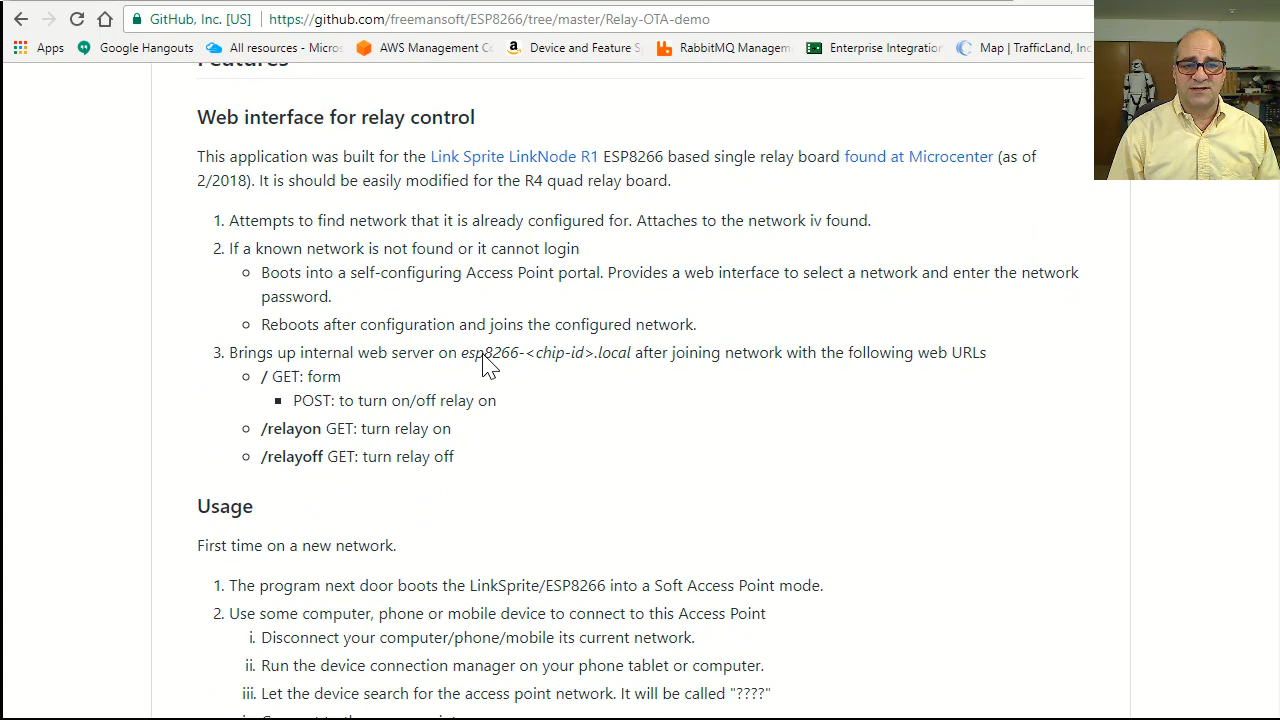 GitHub, Inc. [US] https://github.com/freemansoft/ESP8266/tree/master/Relay-OTA-demo
Apps Google Hangouts All resources - Micros AWS Management Co Device and Feature S RabbitMQ Managem Enterprise Integratio Map | TrafficLand, Inc
Features
Web interface for relay control
This application was built for the Link Sprite LinkNode R1 ESP8266 based single relay board found at Microcenter (as of
2/2018). It is should be easily modified for the R4 quad relay board.
1. Attempts to find network that it is already configured for. Attaches to the network iv found.
2. If a known network is not found or it cannot login
Boots into a self-configuring Access Point portal. Provides a web interface to select a network and enter the network
password.
Reboots after configuration and joins the configured network.
3. Brings up internal web server on esp8266-<chip-id>.local after joining network with the following web URLs
/ GET: form
POST: to turn on/off relay on
/relayon GET: turn relay on
/relayoff GET: turn relay off
Usage
First time on a new network.
1. The program next door boots the LinkSprite/ESP8266 into a Soft Access Point mode.
2. Use some computer, phone or mobile device to connect to this Access Point
i. Disconnect your computer/phone/mobile its current network.
ii. Run the device connection manager on your phone tablet or computer.
iii. Let the device search for the access point network. It will be called "????"